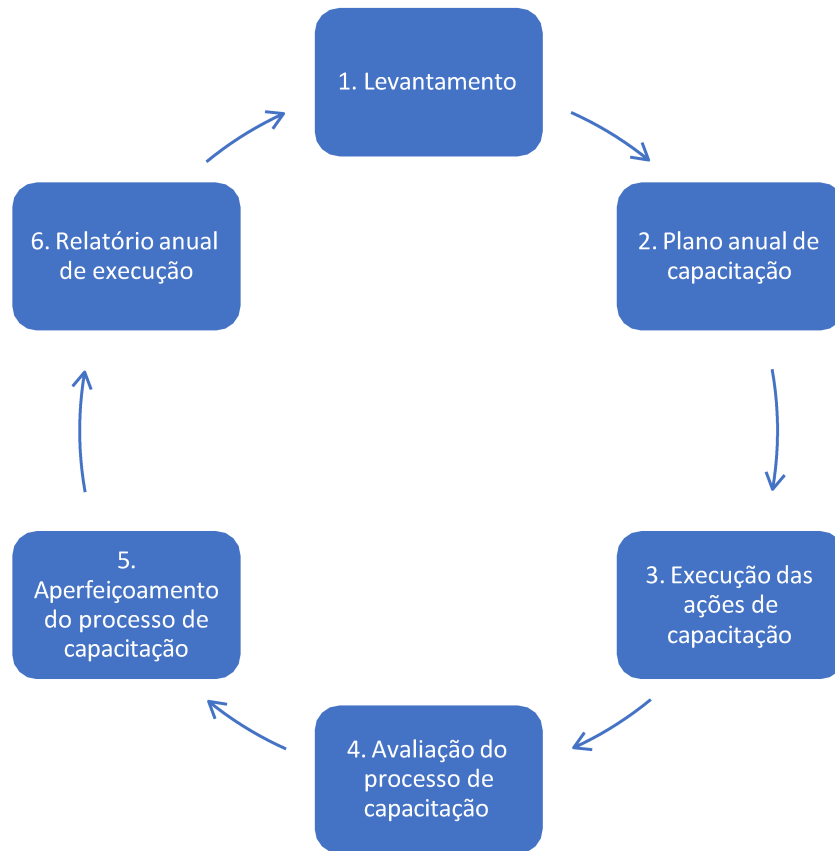 1. Levantamento
2. Plano anual de
capacitação
3. Execução das
ações de
capacitação
4. Avaliação do
processo de
capacitação
5.
Aperfeiçoamento
do processo de
capacitação
6. Relatório anual
de execução